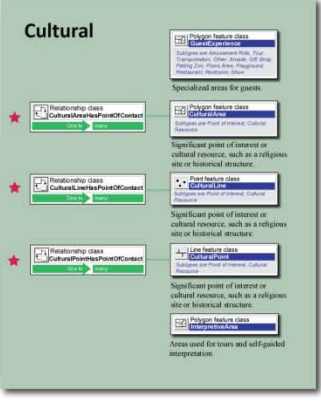 Cultural
Polygon feature class
GuestExperience
Subtypes are Amusement Ride, Tour
Transportation, Other, Arcade, Gift Shop,
Petting Zoo, Picnic Area, Playground,
Restaurant, Restroom, Show
Specialized areas for guests.
Relationship class
CulturalAreaHasPointOfContact
One to many
Polygon feature class
CulturalArea
Subtypes are Point of Interest, Cultural
Resource
Significant point of interest or
cultural resource, such as a religious
site or historical structure.
Relationship class
CulturalLineHasPointOfContact
One to many
Point feature class
CulturalLine
Subtypes are Point of Interest, Cultural
Resource
Significant point of interest or
cultural resource, such as a religious
site or historical structure.
Relationship class
CulturalPointHasPointOfContact
One to many
Line feature class
CulturalPoint
Subtypes are Point of Interest, Cultural
Resource
Significant point of interest or
cultural resource, such as a religious
site or historical structure.
Polygon feature class
InterpretiveArea
Areas used for tours and self-guided
interpretation.